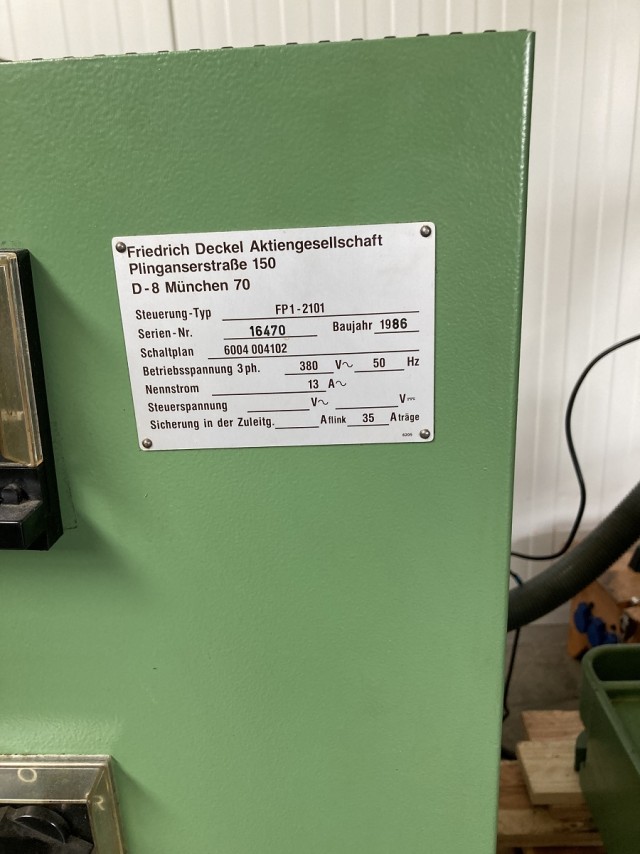 Friedrich Deckel Aktiengesellschaft
Plinganserstraße 150
D-8 München 70
Steuerung-Typ FP1-2101
Serien-Nr. 16470 Baujahr 1986
Schaltplan 6004 004102
Betriebsspannung 3ph. 380 V~ 50 Hz
Nennstrom 13 A~
Steuerspannung V~ V
Sicherung in der Zuleitg. A flink 35 A träge
O